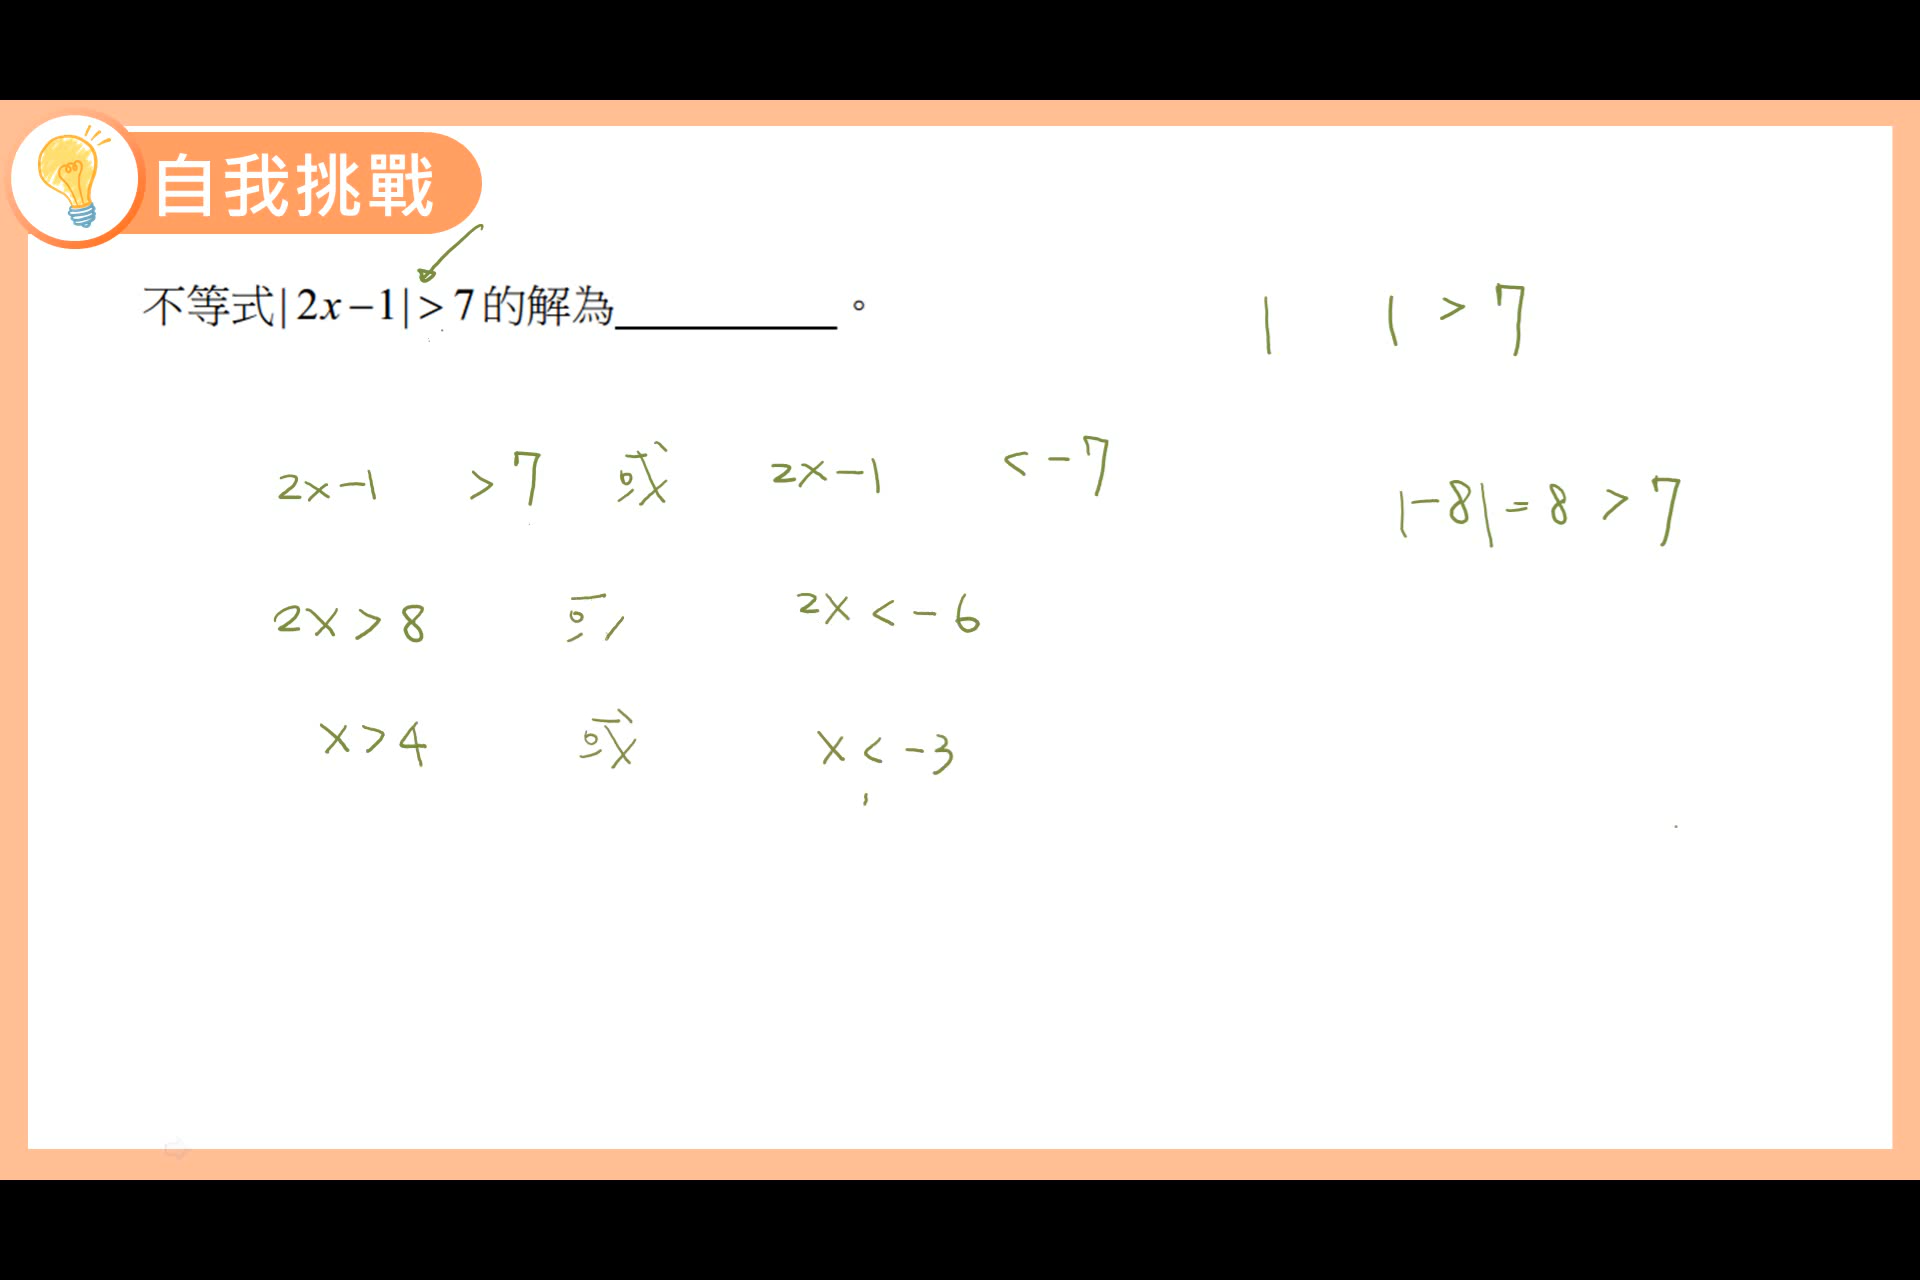 自我挑戰
不等式|2x−1|>7的解為__________。
| | > 7
2x−1 > 7 或 2x−1 < −7
|−8| = 8 > 7
2x > 8 或 2x < −6
x > 4 或 x < −3